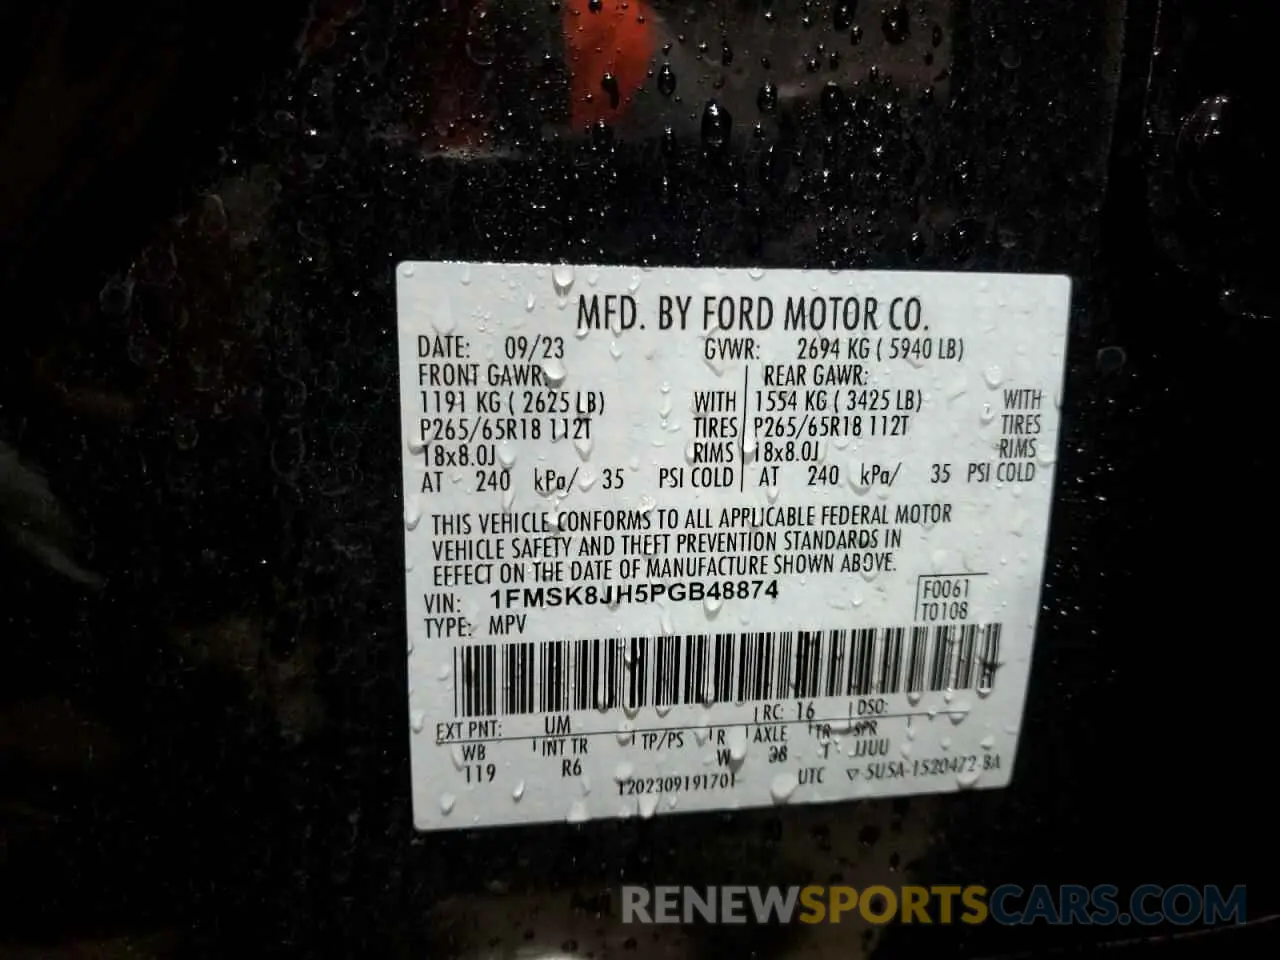 MFD. BY FORD MOTOR CO.
DATE: 09/23 GVWR: 2694 KG ( 5940 LB)
FRONT GAWR: REAR GAWR:
1191 KG ( 2625 LB) WITH 1554 KG ( 3425 LB) WITH
P265/65R18 112T TIRES P265/65R18 112T TIRES
18x8.0J RIMS 18x8.0J RIMS
AT 240 kPa/ 35 PSI COLD AT 240 kPa/ 35 PSI COLD
THIS VEHICLE CONFORMS TO ALL APPLICABLE FEDERAL MOTOR
VEHICLE SAFETY AND THEFT PREVENTION STANDARDS IN
EFFECT ON THE DATE OF MANUFACTURE SHOWN ABOVE.
VIN: 1FMSK8JH5PGB48874 F0061
TYPE: MPV T0108
EXT PNT: UM RC: 16 DSO:
WB INT TR TP/PS R AXLE TR SPR
119 R6 W 38 T JJUU
T202309191701 UTC ▽ 5USA-1520472-BA
RENEWSPORTSCARS.COM